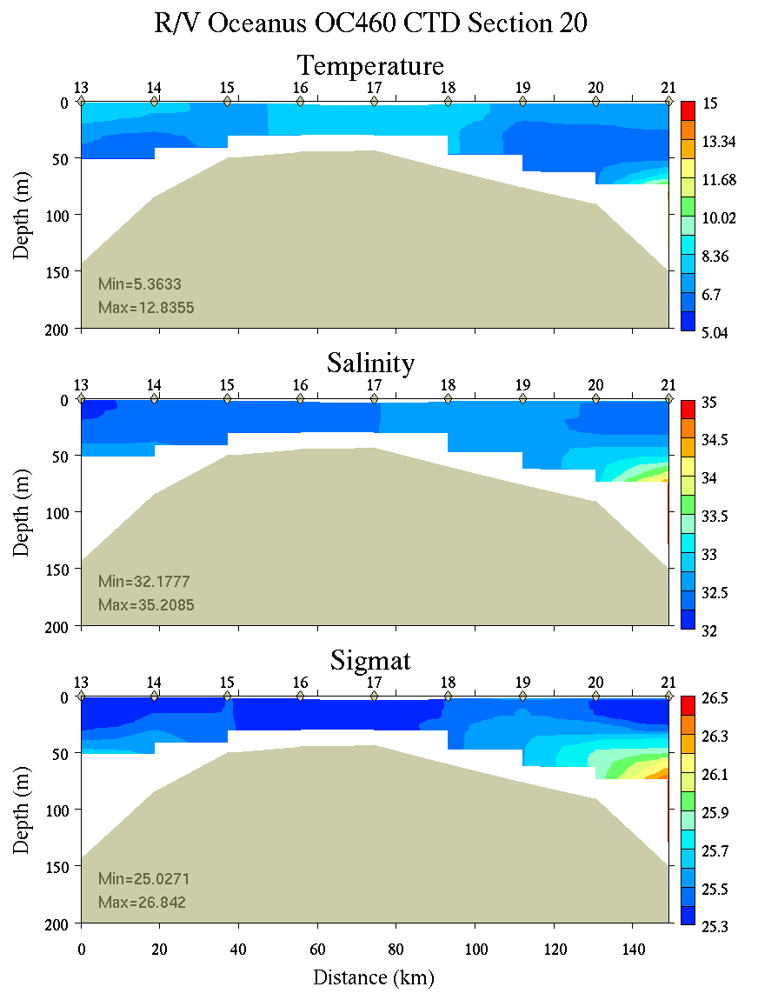 R/V Oceanus OC460 CTD Section 20
Temperature
13 14 15 16 17 18 19 20 21
0
50
100
150
200
Depth (m)
Min=5.3633
Max=12.8355
15
13.34
11.68
10.02
8.36
6.7
5.04
Salinity
13 14 15 16 17 18 19 20 21
0
50
100
150
200
Depth (m)
Min=32.1777
Max=35.2085
35
34.5
34
33.5
33
32.5
32
Sigmat
13 14 15 16 17 18 19 20 21
0
50
100
150
200
Depth (m)
Min=25.0271
Max=26.842
26.5
26.3
26.1
25.9
25.7
25.5
25.3
0 20 40 60 80 100 120 140
Distance (km)